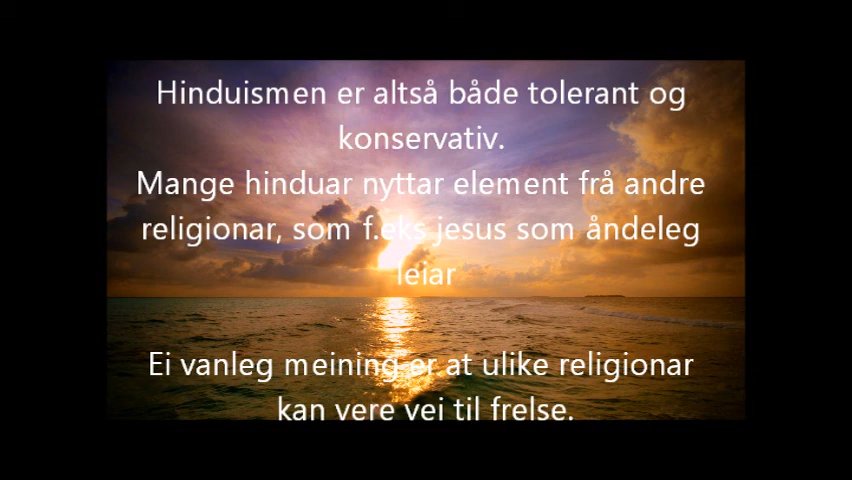 Hinduismen er altså både tolerant og
konservativ.
Mange hinduar nyttar element frå andre
religionar, som f.eks jesus som åndeleg
leiar
Ei vanleg meining er at ulike religionar
kan vere vei til frelse.